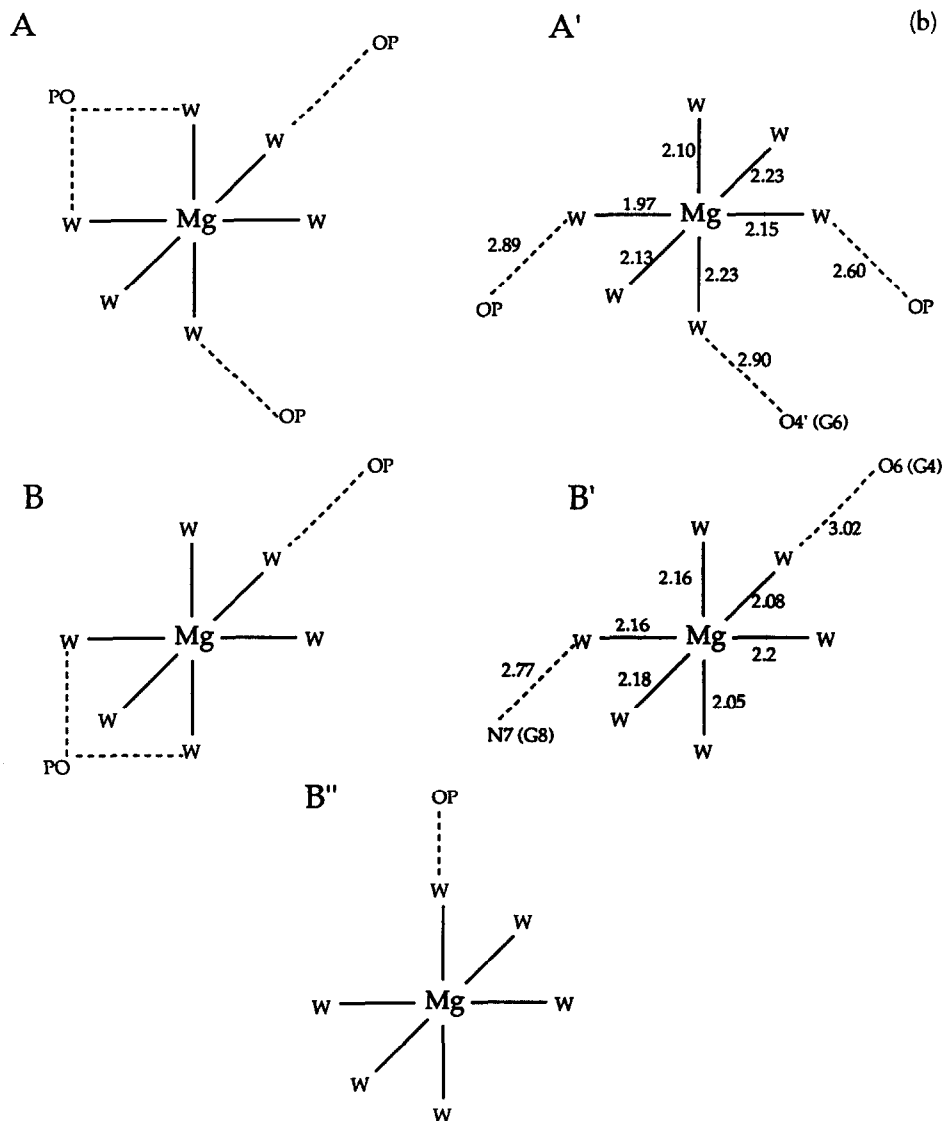 A
A'
(b)
OP
PO
W
W
W
Mg
W
W
W
OP
W
W
2.10
2.23
W
1.97
Mg
2.15
W
2.89
2.13
2.23
2.60
W
OP
W
OP
2.90
O4' (G6)
B
OP
W
W
W
Mg
W
W
W
PO
B'
O6 (G4)
W
3.02
W
2.16
2.08
W
2.16
Mg
2.2
W
2.77
2.18
2.05
W
N7 (G8)
W
B"
OP
W
W
W
Mg
W
W
W